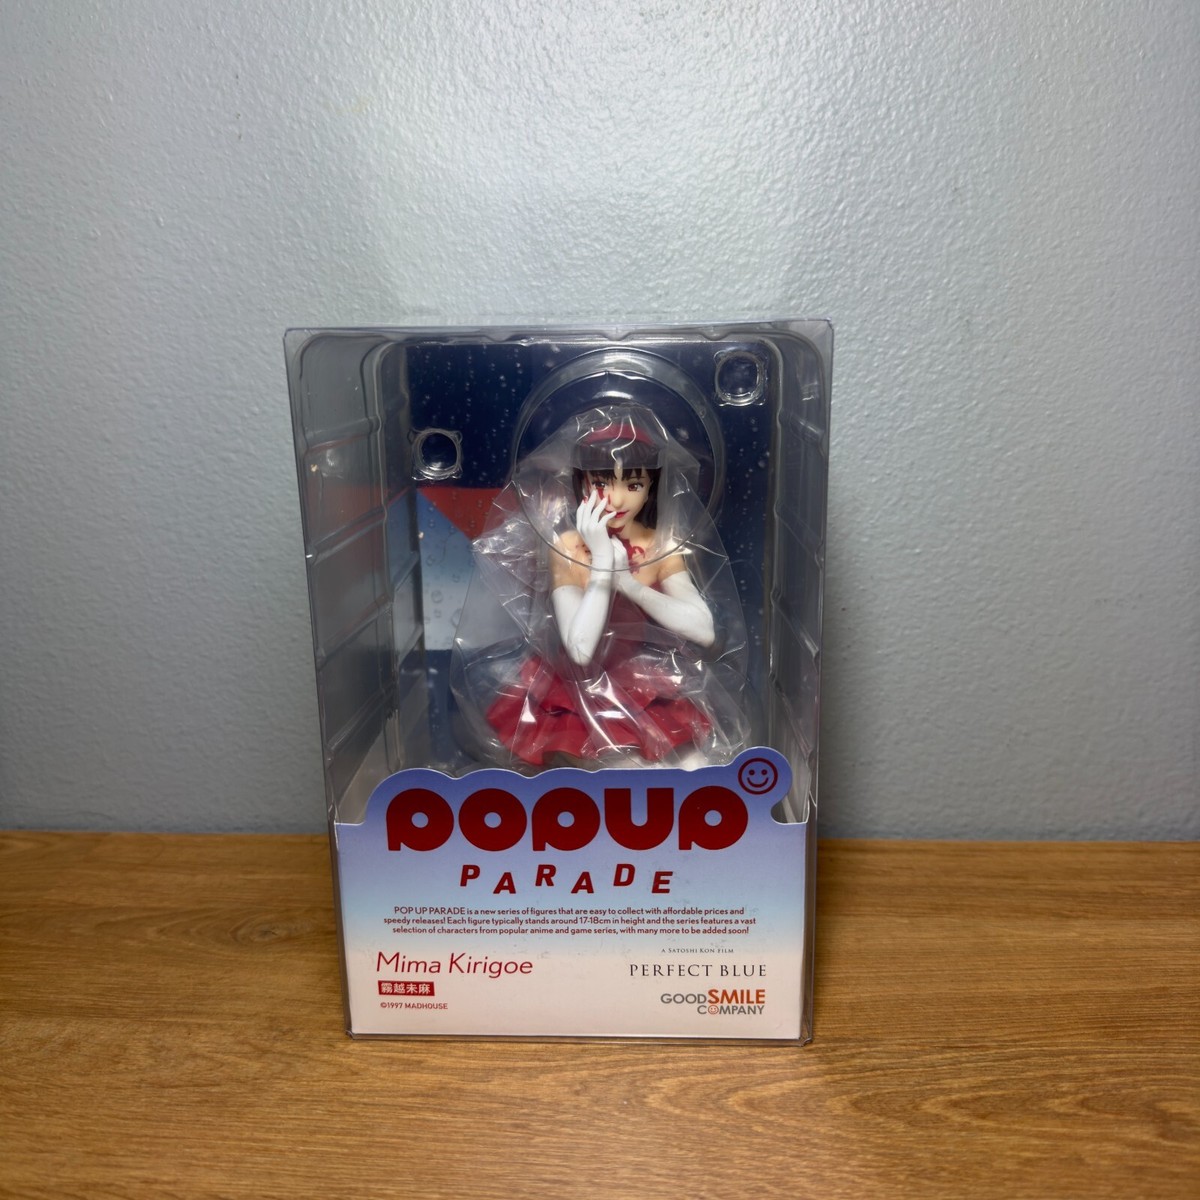 POPUP
PARADE
POP UP PARADE is a new series of figures that are easy to collect with affordable prices and
speedy releases! Each figure typically stands around 17-18cm in height and the series features a vast
selection of characters from popular anime and game series, with many more to be added soon!
A SATOSHI KON FILM
Mima Kirigoe
PERFECT BLUE
霧越未麻
©1997 MADHOUSE
GOOD SMILE
COMPANY